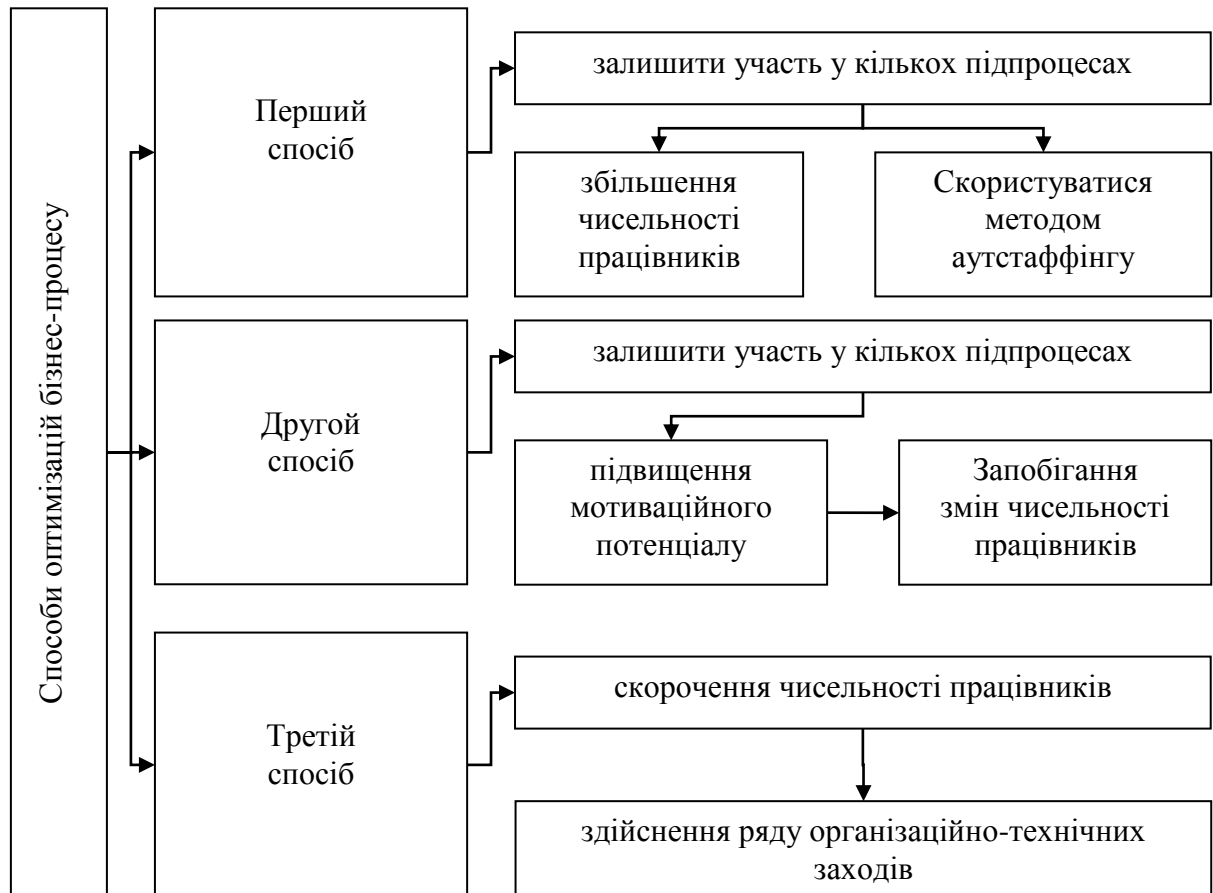 Способи оптимізацій бізнес-процесу
Перший
спосіб
залишити участь у кількох підпроцесах
збільшення
чисельності
працівників
Скористуватися
методом
аутстаффінгу
Другой
спосіб
залишити участь у кількох підпроцесах
підвищення
мотиваційного
потенціалу
Запобігання
змін чисельності
працівників
Третій
спосіб
скорочення чисельності працівників
здійснення ряду організаційно-технічних
заходів